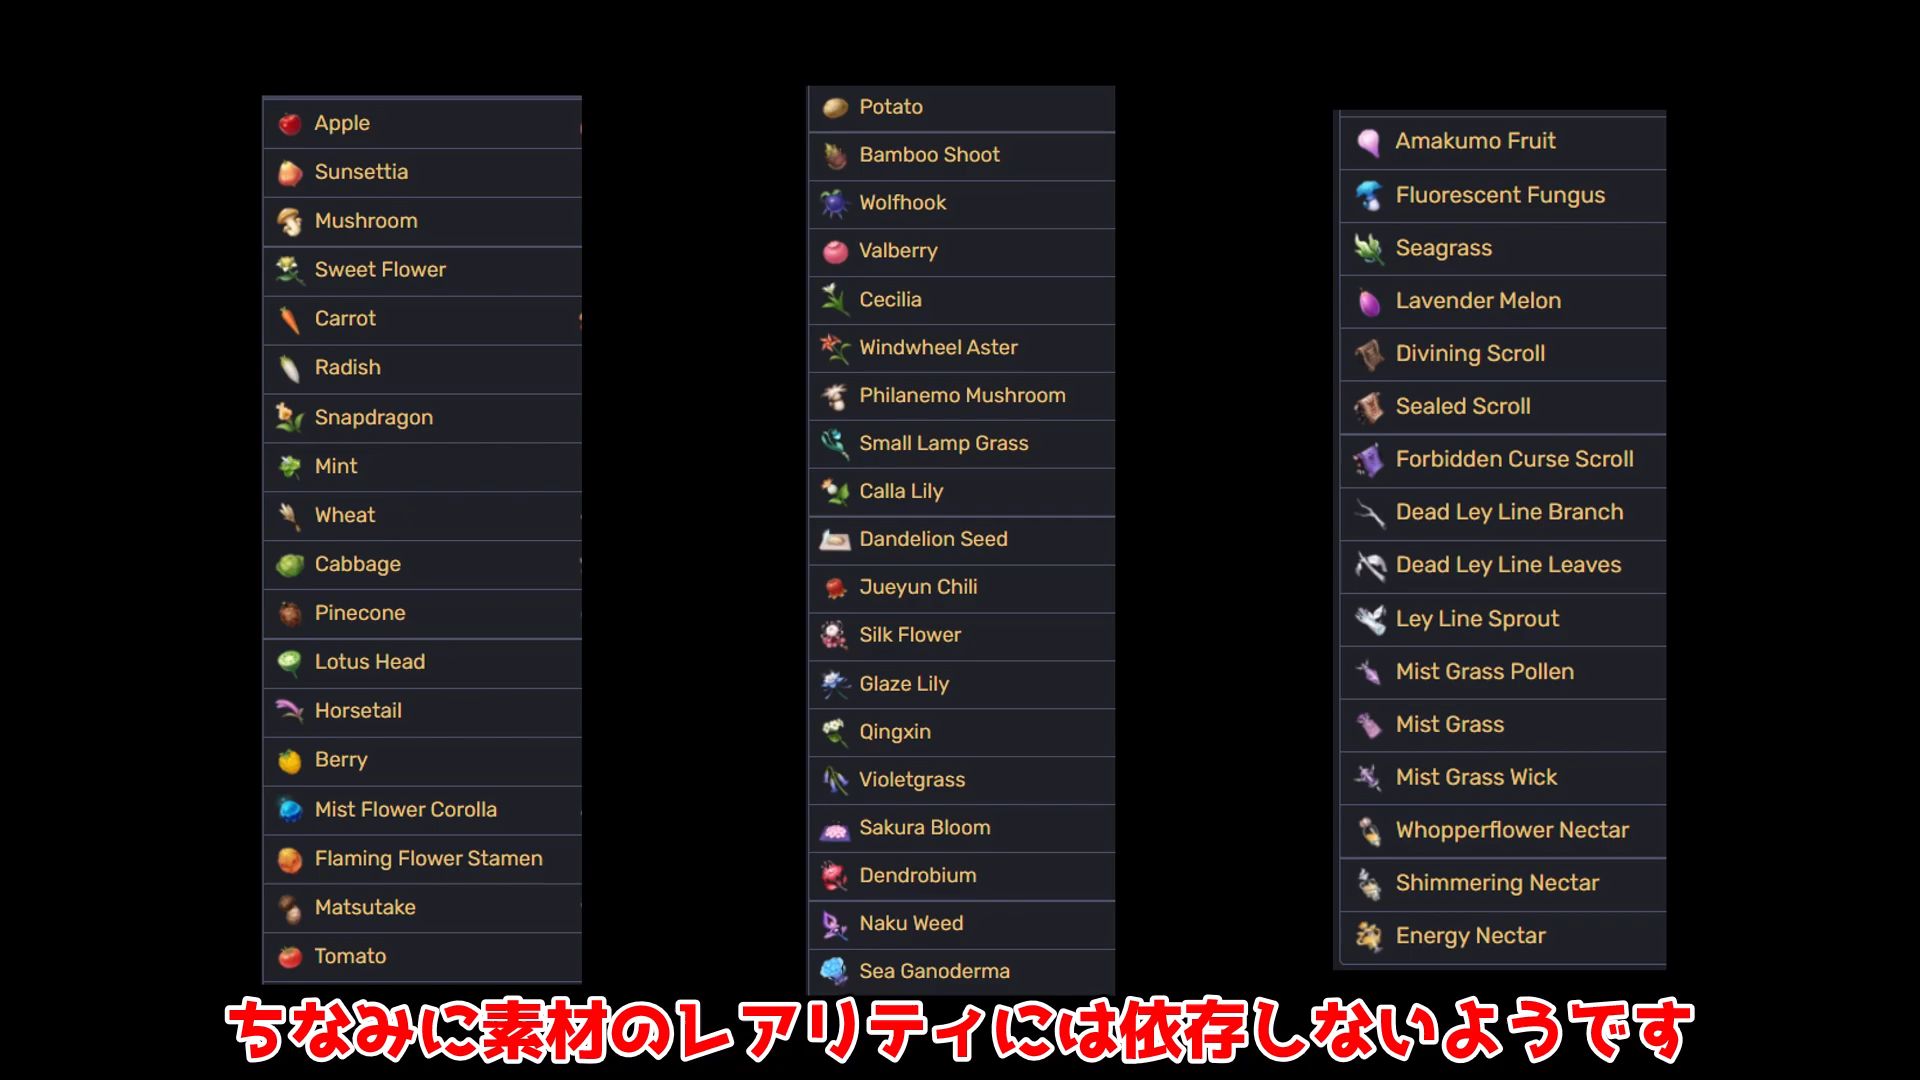 Apple
Sunsettia
Mushroom
Sweet Flower
Carrot
Radish
Snapdragon
Mint
Wheat
Cabbage
Pinecone
Lotus Head
Horsetail
Berry
Mist Flower Corolla
Flaming Flower Stamen
Matsutake
Tomato
Potato
Bamboo Shoot
Wolfhook
Valberry
Cecilia
Windwheel Aster
Philanemo Mushroom
Small Lamp Grass
Calla Lily
Dandelion Seed
Jueyun Chili
Silk Flower
Glaze Lily
Qingxin
Violetgrass
Sakura Bloom
Dendrobium
Naku Weed
Sea Ganoderma
Amakumo Fruit
Fluorescent Fungus
Seagrass
Lavender Melon
Divining Scroll
Sealed Scroll
Forbidden Curse Scroll
Dead Ley Line Branch
Dead Ley Line Leaves
Ley Line Sprout
Mist Grass Pollen
Mist Grass
Mist Grass Wick
Whopperflower Nectar
Shimmering Nectar
Energy Nectar
ちなみに素材のレアリティには依存しないようです